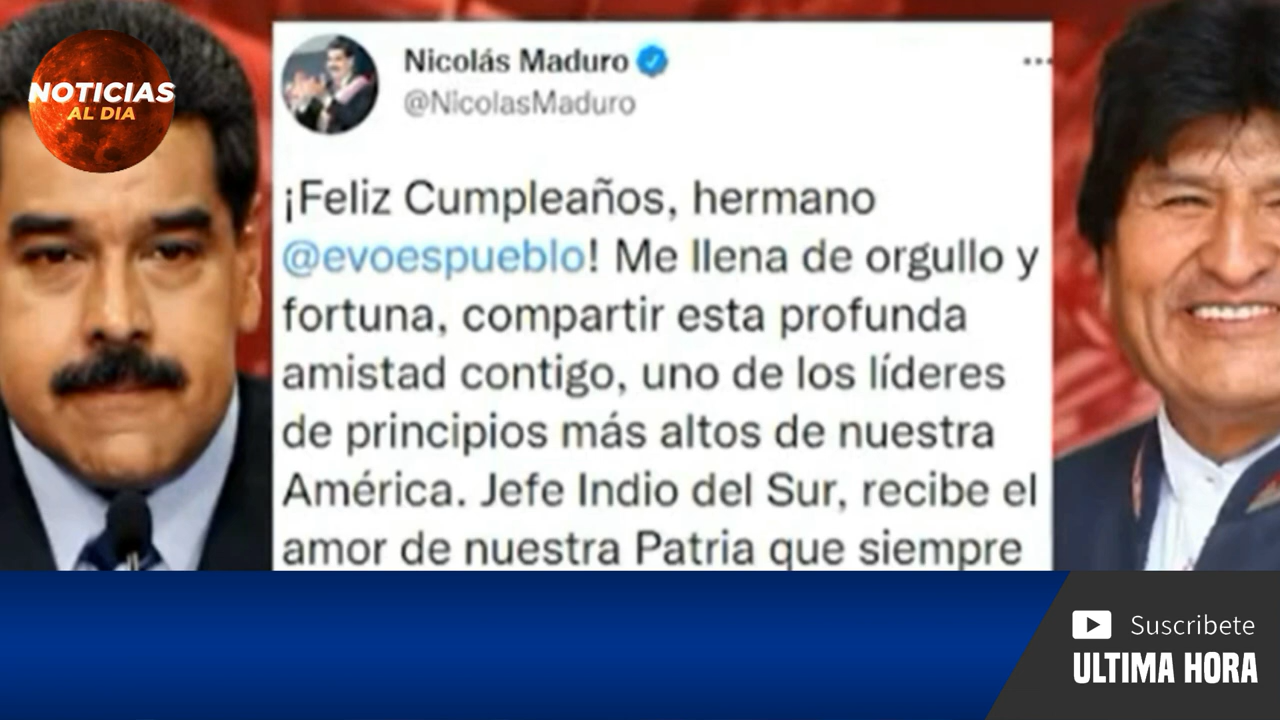 NOTICIAS
AL DIA
Nicolás Maduro
@NicolasMaduro
¡Feliz Cumpleaños, hermano
@evoespueblo! Me llena de orgullo y
fortuna, compartir esta profunda
amistad contigo, uno de los líderes
de principios más altos de nuestra
América. Jefe Indio del Sur, recibe el
amor de nuestra Patria que siempre
Suscribete
ULTIMA HORA